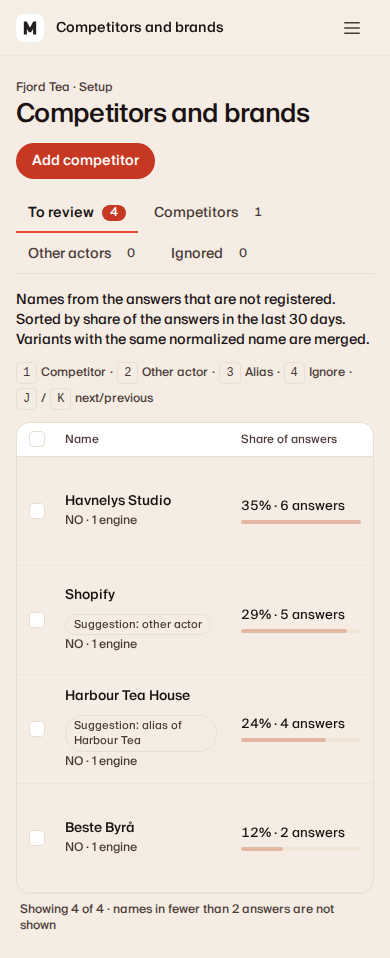 M Competitors and brands
Fjord Tea · Setup
Competitors and brands
Add competitor
To review 4 Competitors 1
Other actors 0 Ignored 0
Names from the answers that are not registered.
Sorted by share of the answers in the last 30 days.
Variants with the same normalized name are merged.
1 Competitor · 2 Other actor · 3 Alias · 4 Ignore ·
J / K next/previous
Name Share of answers
Havnelys Studio
NO · 1 engine
35% · 6 answers
Shopify
Suggestion: other actor
NO · 1 engine
29% · 5 answers
Harbour Tea House
Suggestion: alias of
Harbour Tea
NO · 1 engine
24% · 4 answers
Beste Byrå
NO · 1 engine
12% · 2 answers
Showing 4 of 4 · names in fewer than 2 answers are not
shown